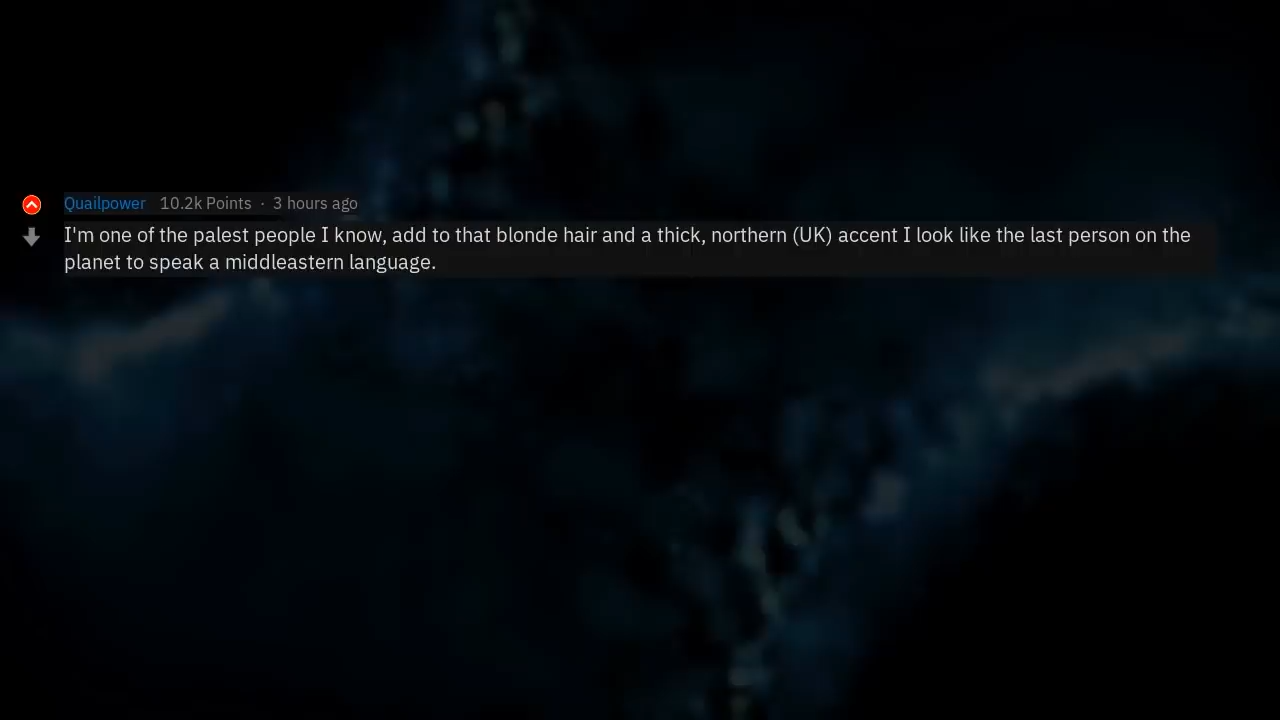 Quailpower 10.2k Points · 3 hours ago
I'm one of the palest people I know, add to that blonde hair and a thick, northern (UK) accent I look like the last person on the
planet to speak a middleastern language.